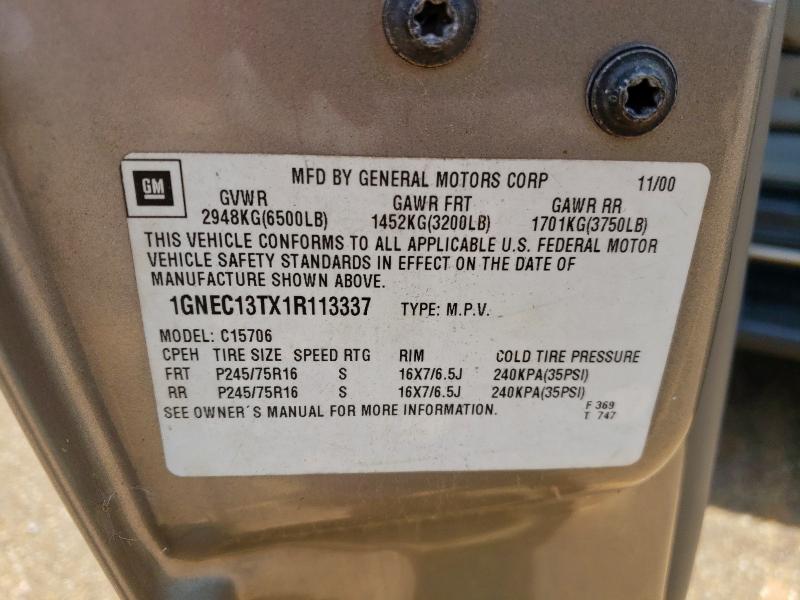 GM
MFD BY GENERAL MOTORS CORP 11/00
GVWR GAWR FRT GAWR RR
2948KG(6500LB) 1452KG(3200LB) 1701KG(3750LB)
THIS VEHICLE CONFORMS TO ALL APPLICABLE U.S. FEDERAL MOTOR
VEHICLE SAFETY STANDARDS IN EFFECT ON THE DATE OF
MANUFACTURE SHOWN ABOVE.
1GNEC13TX1R113337 TYPE: M.P.V.
MODEL: C15706
CPEH TIRE SIZE SPEED RTG RIM COLD TIRE PRESSURE
FRT P245/75R16 S 16X7/6.5J 240KPA(35PSI)
RR P245/75R16 S 16X7/6.5J 240KPA(35PSI)
SEE OWNER'S MANUAL FOR MORE INFORMATION. F 369
T 747